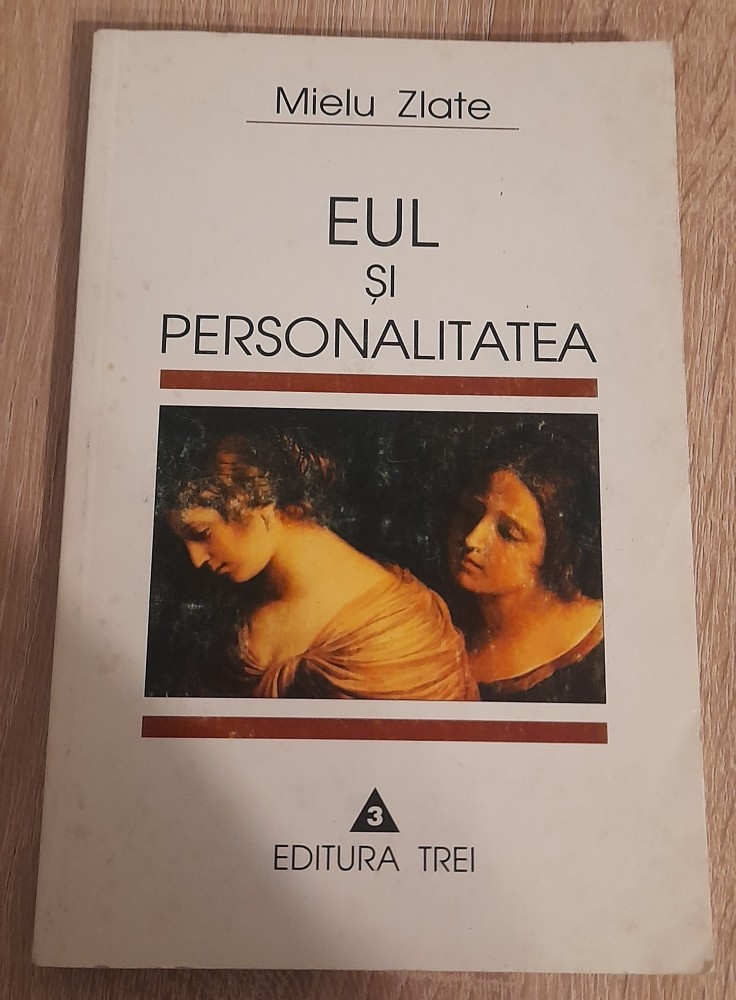 Mielu Zlate
EUL
ȘI
PERSONALITATEA
3
EDITURA TREI